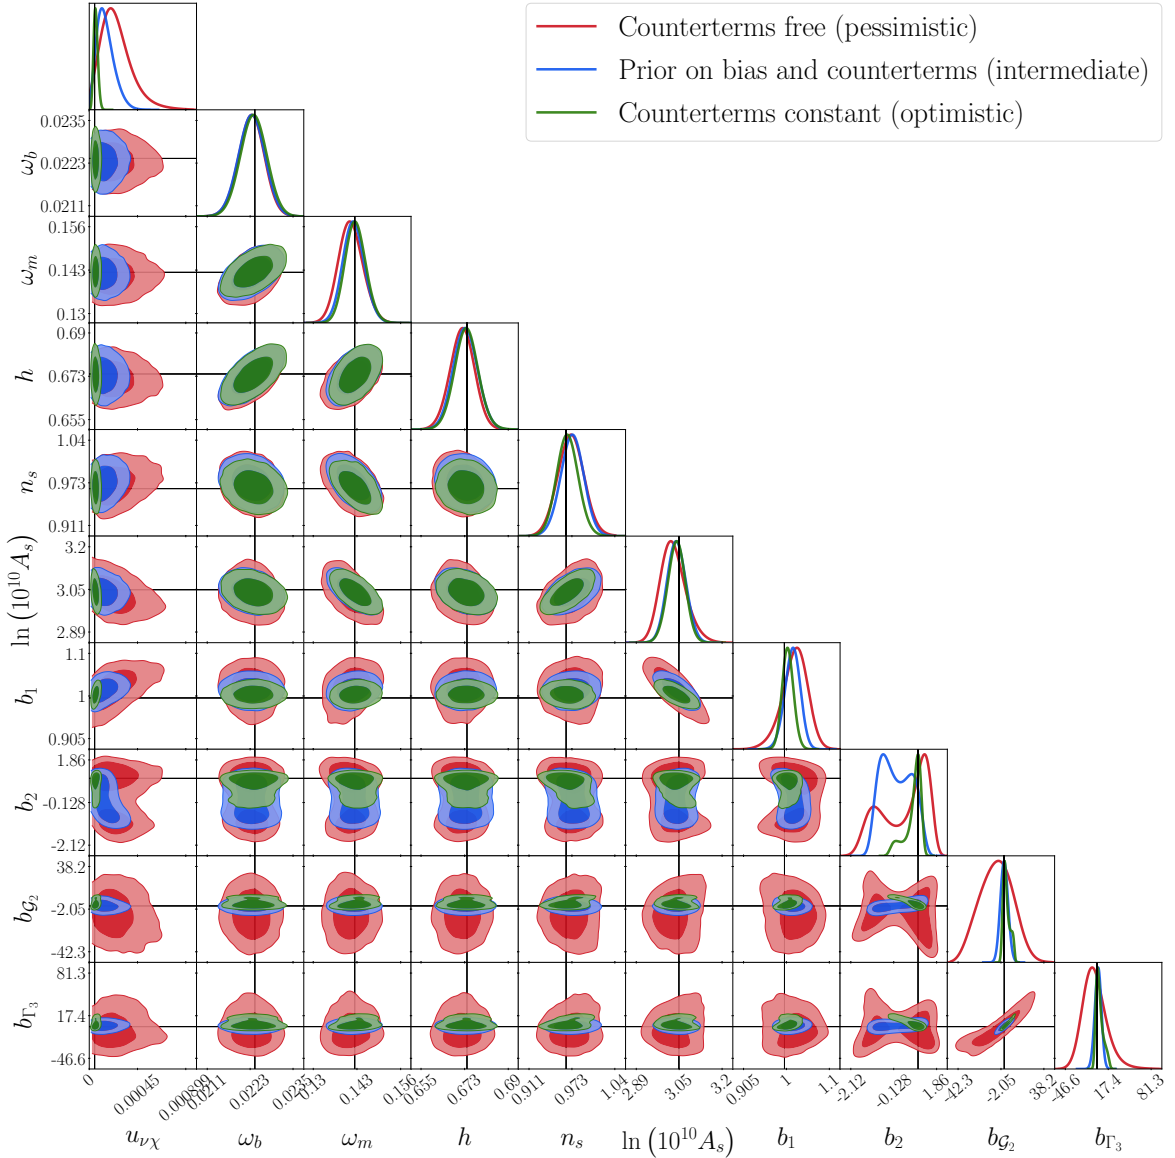 Counterterms free (pessimistic)
Prior on bias and counterterms (intermediate)
Counterterms constant (optimistic)
0.0235
0.0223
0.0211
ω_b
0.156
0.143
0.13
ω_m
0.69
0.673
0.655
h
1.04
0.973
0.911
n_s
3.2
3.05
2.89
ln (10^10 A_s)
1.1
1
0.905
b_1
1.86
-0.128
-2.12
b_2
38.2
-2.05
-42.3
b_G_2
81.3
17.4
-46.6
b_Γ_3
0 0.00045 0.000899 0.0211 0.0223 0.0235 0.13 0.143 0.156 0.655 0.673 0.69 0.911 0.973 1.04 2.89 3.05 3.2 0.905 1 1.1 -2.12 -0.128 1.86 -42.3 -2.05 38.2 -46.6 17.4 81.3
u_νχ ω_b ω_m h n_s ln (10^10 A_s) b_1 b_2 b_G_2 b_Γ_3